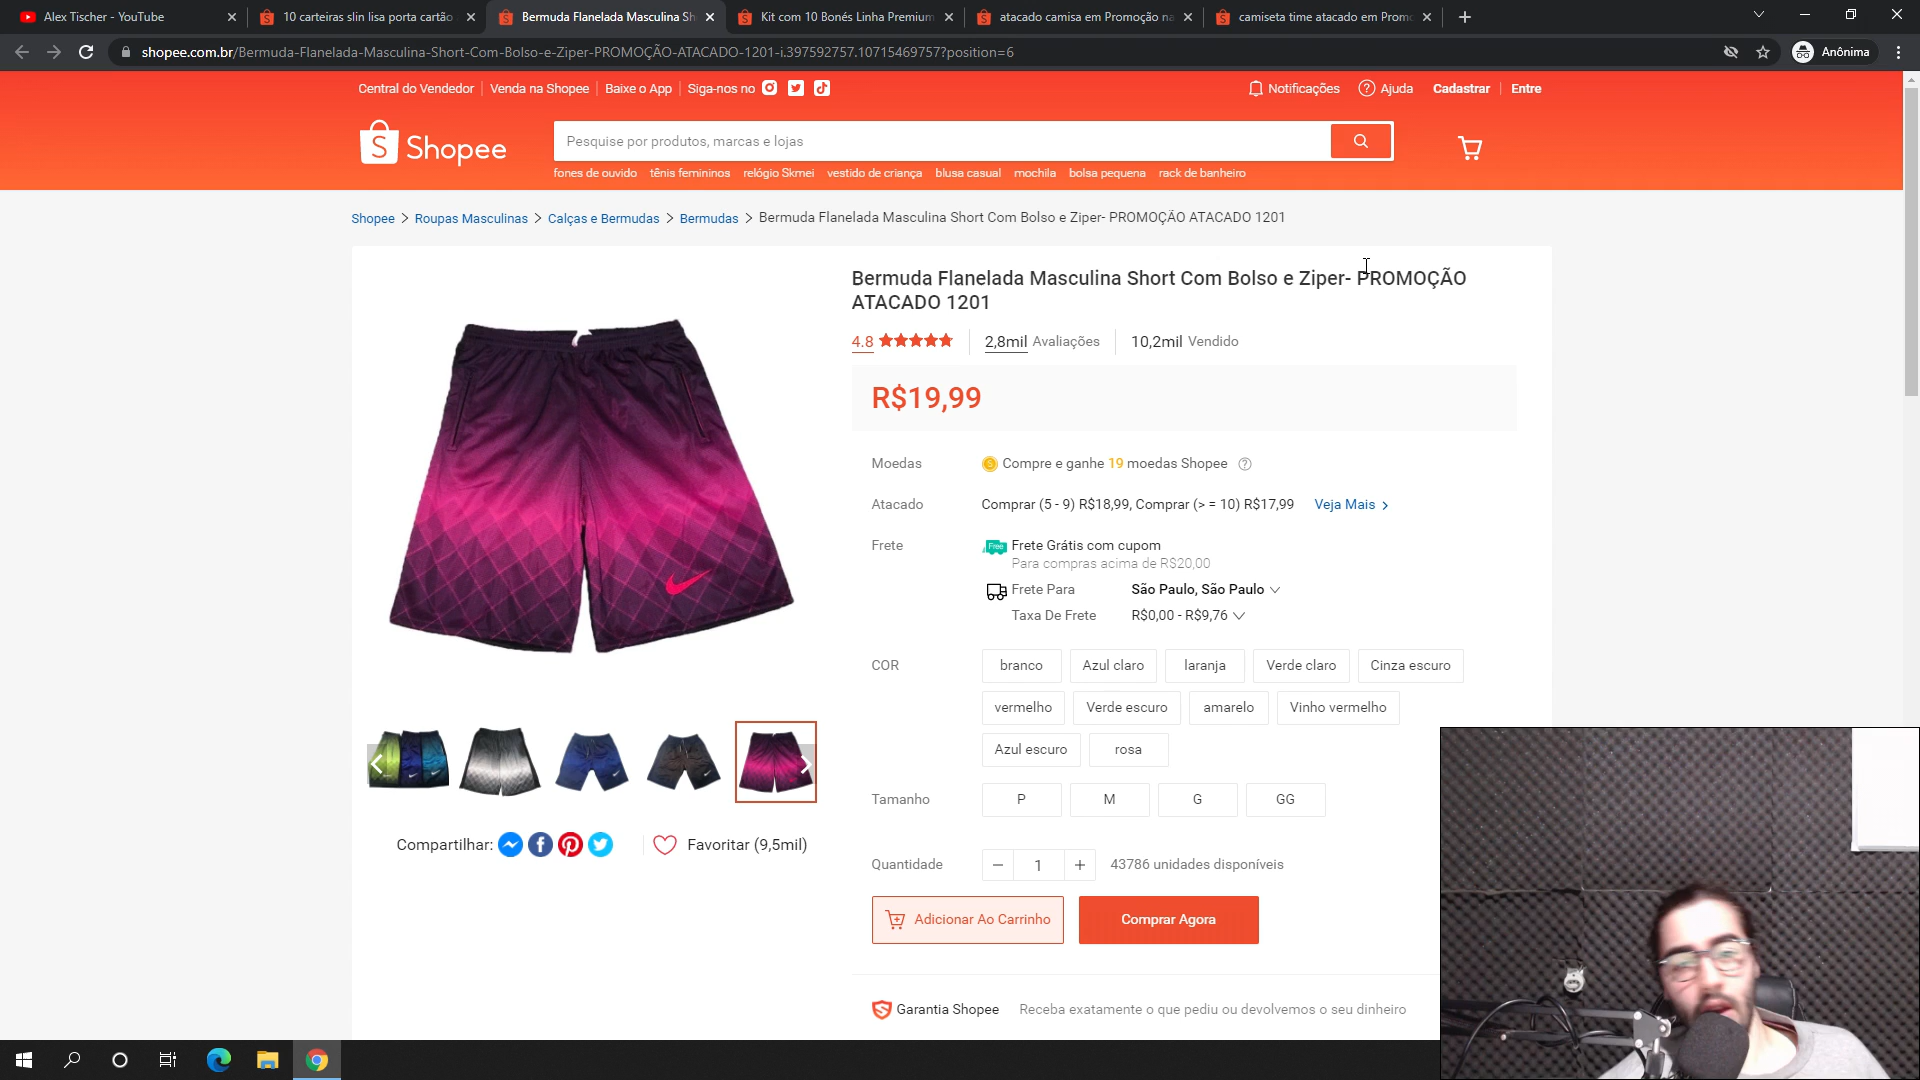 Alex Tischer - YouTube
10 carteiras slin lisa porta cartão
Bermuda Flanelada Masculina Sh
Kit com 10 Bonés Linha Premium
atacado camisa em Promoção na
camiseta time atacado em Promo
shopee.com.br/Bermuda-Flanelada-Masculina-Short-Com-Bolso-e-Ziper-PROMOÇÃO-ATACADO-1201-i.397592757.10715469757?position=6
Anônima
Central do Vendedor
Venda na Shopee
Baixe o App
Siga-nos no
Notificações
Ajuda
Cadastrar
Entre
Shopee
Pesquise por produtos, marcas e lojas
fones de ouvido tênis femininos relógio Skmei vestido de criança blusa casual mochila bolsa pequena rack de banheiro
Shopee > Roupas Masculinas > Calças e Bermudas > Bermudas > Bermuda Flanelada Masculina Short Com Bolso e Ziper- PROMOÇÃO ATACADO 1201
Bermuda Flanelada Masculina Short Com Bolso e Ziper- PROMOÇÃO
ATACADO 1201
4.8
2,8mil Avaliações
10,2mil Vendido
R$19,99
Moedas
Compre e ganhe 19 moedas Shopee
Atacado
Comprar (5 - 9) R$18,99, Comprar (> = 10) R$17,99 Veja Mais >
Frete
Free
Frete Grátis com cupom
Para compras acima de R$20,00
Frete Para
São Paulo, São Paulo
Taxa De Frete
R$0,00 - R$9,76
COR
branco
Azul claro
laranja
Verde claro
Cinza escuro
vermelho
Verde escuro
amarelo
Vinho vermelho
Azul escuro
rosa
Tamanho
P
M
G
GG
Compartilhar:
Favoritar (9,5mil)
Quantidade
− 1 +
43786 unidades disponíveis
Adicionar Ao Carrinho
Comprar Agora
Garantia Shopee
Receba exatamente o que pediu ou devolvemos o seu dinheiro